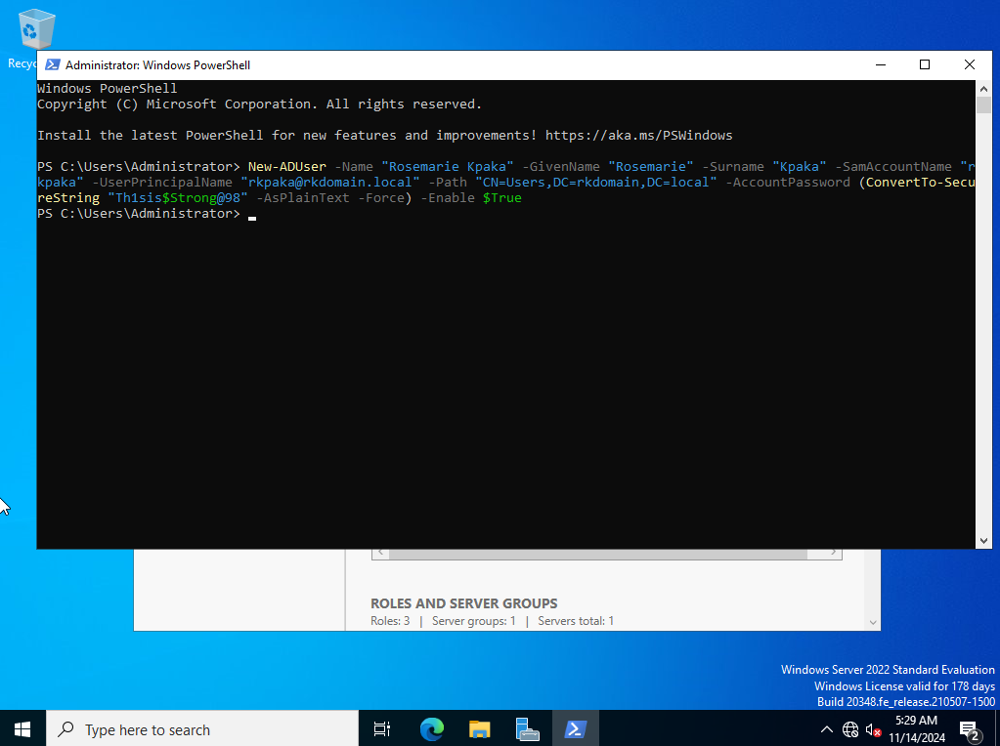 Recyc
Administrator: Windows PowerShell
Windows PowerShell
Copyright (C) Microsoft Corporation. All rights reserved.
Install the latest PowerShell for new features and improvements! https://aka.ms/PSWindows
PS C:\Users\Administrator> New-ADUser -Name "Rosemarie Kpaka" -GivenName "Rosemarie" -Surname "Kpaka" -SamAccountName "r
kpaka" -UserPrincipalName "rkpaka@rkdomain.local" -Path "CN=Users,DC=rkdomain,DC=local" -AccountPassword (ConvertTo-Secu
reString "Th1sis$Strong@98" -AsPlainText -Force) -Enable $True
PS C:\Users\Administrator>
ROLES AND SERVER GROUPS
Roles: 3 | Server groups: 1 | Servers total: 1
Windows Server 2022 Standard Evaluation
Windows License valid for 178 days
Build 20348.fe_release.210507-1500
Type here to search
5:29 AM
11/14/2024
2